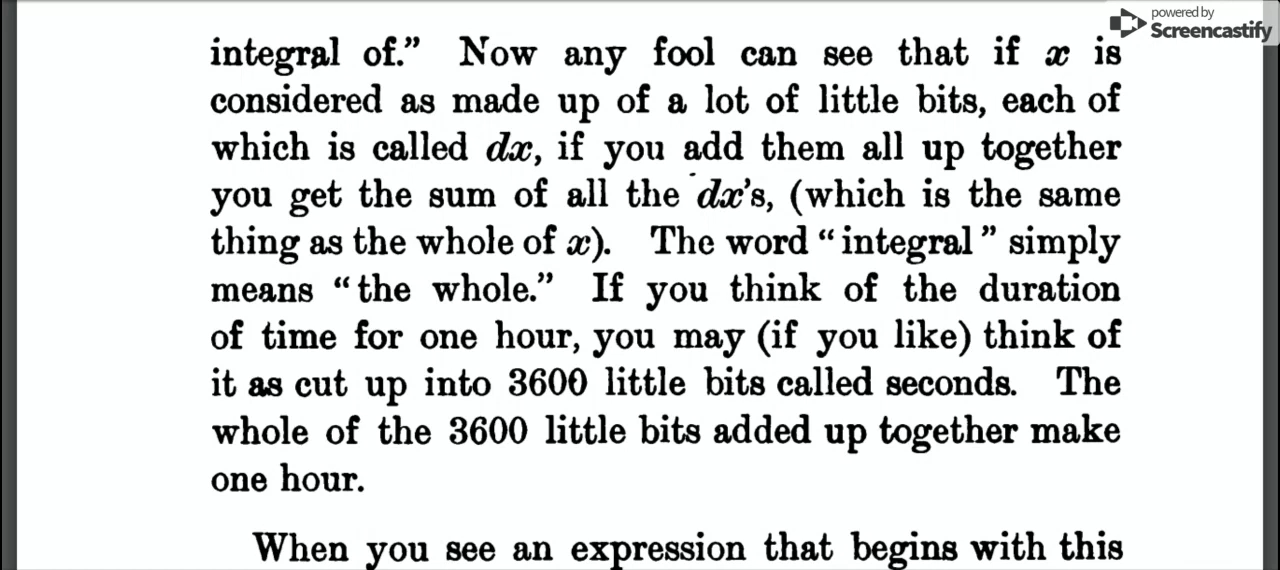 powered by
Screencastify
integral of.” Now any fool can see that if x is
considered as made up of a lot of little bits, each of
which is called dx, if you add them all up together
you get the sum of all the dx’s, (which is the same
thing as the whole of x). The word “integral” simply
means “the whole.” If you think of the duration
of time for one hour, you may (if you like) think of
it as cut up into 3600 little bits called seconds. The
whole of the 3600 little bits added up together make
one hour.
When you see an expression that begins with this